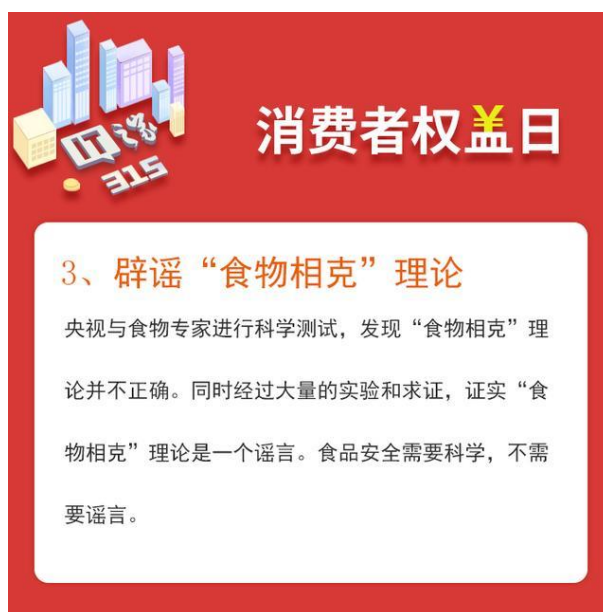 消费者权益日
315
3、辟谣“食物相克”理论
央视与食物专家进行科学测试，发现“食物相克”理
论并不正确。同时经过大量的实验和求证，证实“食
物相克”理论是一个谣言。食品安全需要科学，不需
要谣言。